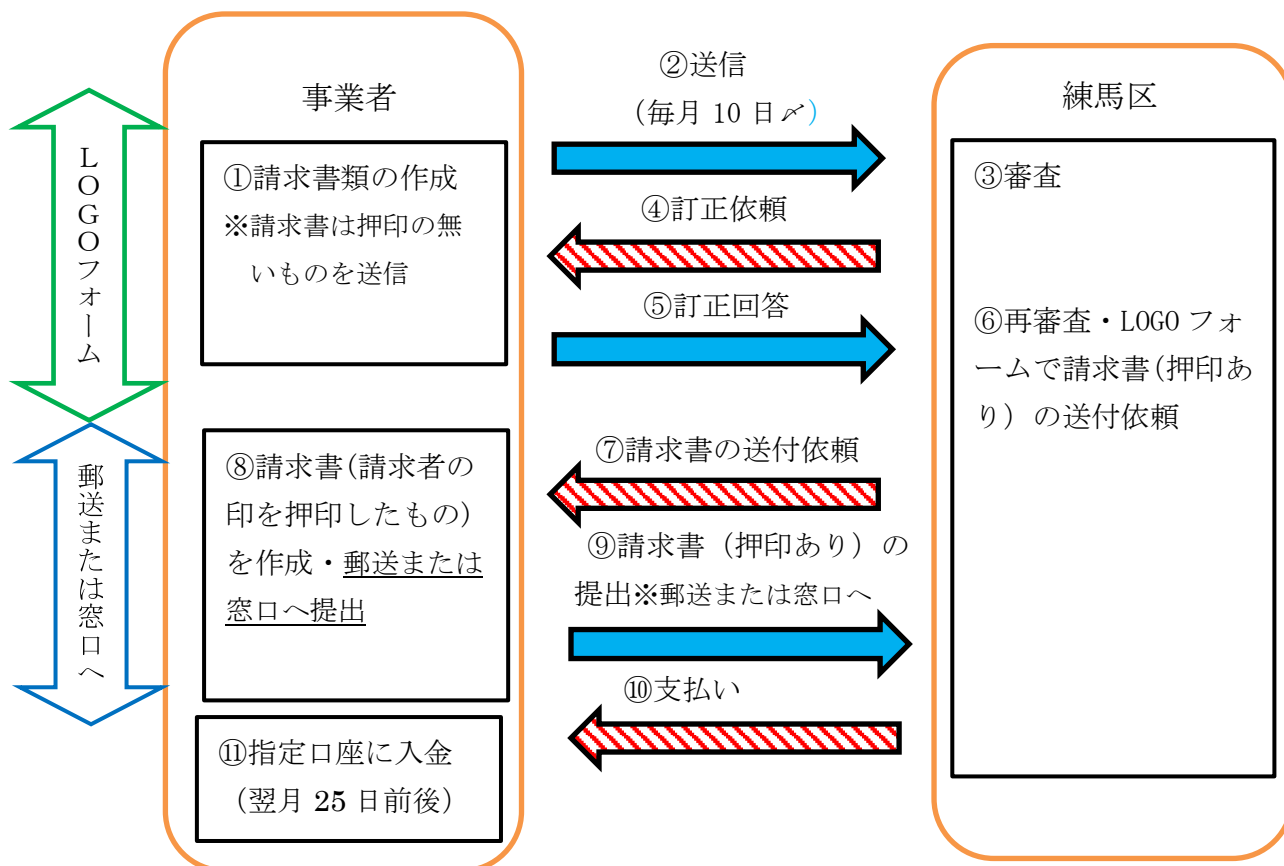 LOGOフォーム
郵送または窓口へ
事業者
①請求書類の作成
※請求書は押印の無
いものを送信
⑧請求書(請求者の
印を押印したもの)
を作成・郵送または
窓口へ提出
⑪指定口座に入金
(翌月 25 日前後)
②送信
(毎月 10 日〆)
④訂正依頼
⑤訂正回答
⑦請求書の送付依頼
⑨請求書(押印あり)の
提出※郵送または窓口へ
⑩支払い
練馬区
③審査
⑥再審査・LOGO フォ
ームで請求書(押印あ
り)の送付依頼